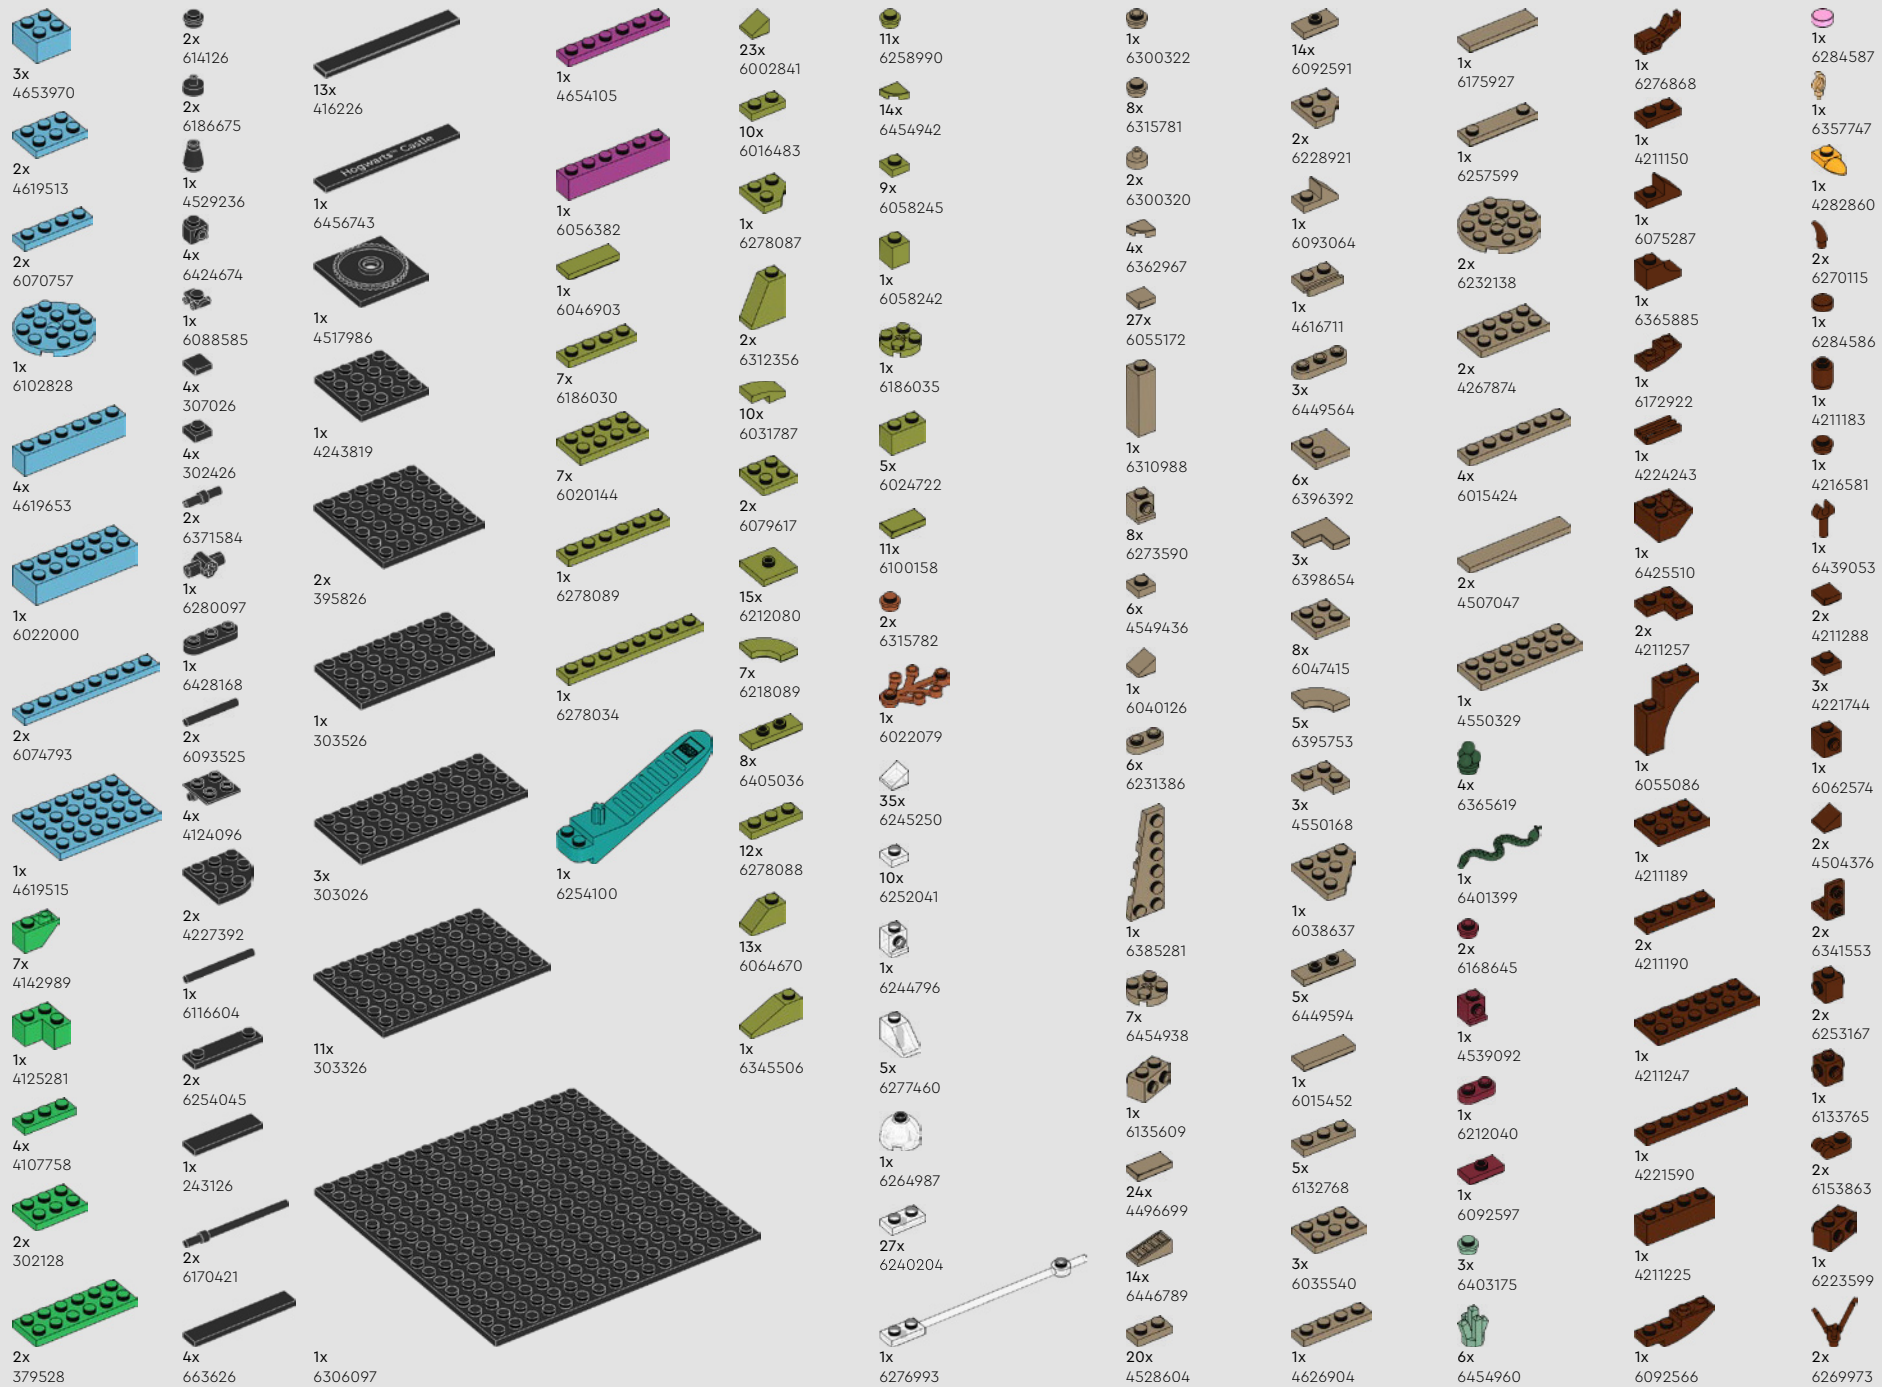 3x
4653970
2x
4619513
2x
6070757
1x
6102828
4x
4619653
1x
6022000
2x
6074793
1x
4619515
7x
4142989
1x
4125281
4x
4107758
2x
302128
2x
379528
2x
614126
2x
6186675
1x
4529236
4x
6424674
1x
6088585
4x
307026
4x
302426
2x
6371584
1x
6280097
1x
6428168
2x
6093525
4x
4124096
2x
4227392
1x
6116604
2x
6254045
1x
243126
2x
6170421
4x
663626
13x
416226
Hogwarts™ Castle
1x
6456743
1x
4517986
1x
4243819
2x
395826
1x
303526
3x
303026
11x
303326
1x
6306097
1x
4654105
1x
6056382
1x
6046903
7x
6186030
7x
6020144
1x
6278089
1x
6278034
1x
6254100
23x
6002841
10x
6016483
1x
6278087
2x
6312356
10x
6031787
2x
6079617
15x
6212080
7x
6218089
8x
6405036
12x
6278088
13x
6064670
1x
6345506
11x
6258990
14x
6454942
9x
6058245
1x
6058242
1x
6186035
5x
6024722
11x
6100158
2x
6315782
1x
6022079
35x
6245250
10x
6252041
1x
6244796
5x
6277460
1x
6264987
27x
6240204
1x
6276993
1x
6300322
8x
6315781
2x
6300320
4x
6362967
27x
6055172
1x
6310988
8x
6273590
6x
4549436
1x
6040126
6x
6231386
1x
6385281
7x
6454938
1x
6135609
24x
4496699
14x
6446789
20x
4528604
14x
6092591
2x
6228921
1x
6093064
1x
4616711
3x
6449564
6x
6396392
3x
6398654
8x
6047415
5x
6395753
3x
4550168
1x
6038637
5x
6449594
1x
6015452
5x
6132768
3x
6035540
1x
4626904
1x
6175927
1x
6257599
2x
6232138
2x
4267874
4x
6015424
2x
4507047
1x
4550329
4x
6365619
1x
6401399
2x
6168645
1x
4539092
1x
6212040
1x
6092597
3x
6403175
6x
6454960
1x
6276868
1x
4211150
1x
6075287
1x
6365885
1x
6172922
1x
4224243
1x
6425510
2x
4211257
1x
6055086
1x
4211189
2x
4211190
1x
4211247
1x
4221590
1x
4211225
1x
6092566
1x
6284587
1x
6357747
1x
4282860
2x
6270115
1x
6284586
1x
4211183
1x
4216581
1x
6439053
2x
4211288
3x
4221744
1x
6062574
2x
4504376
2x
6341553
2x
6253167
1x
6133765
2x
6153863
1x
6223599
2x
6269973